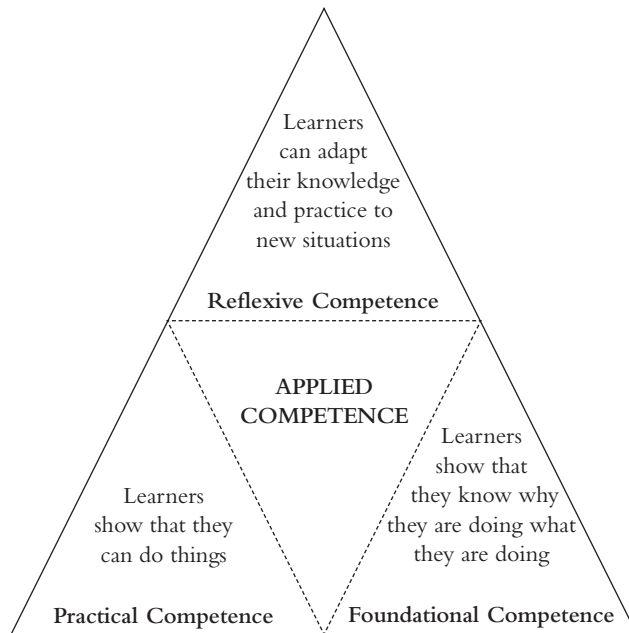 Learners
can adapt
their knowledge
and practice to
new situations
Reflexive Competence
APPLIED
COMPETENCE
Learners
show that they
can do things
Practical Competence
Learners
show that
they know why
they are doing what
they are doing
Foundational Competence